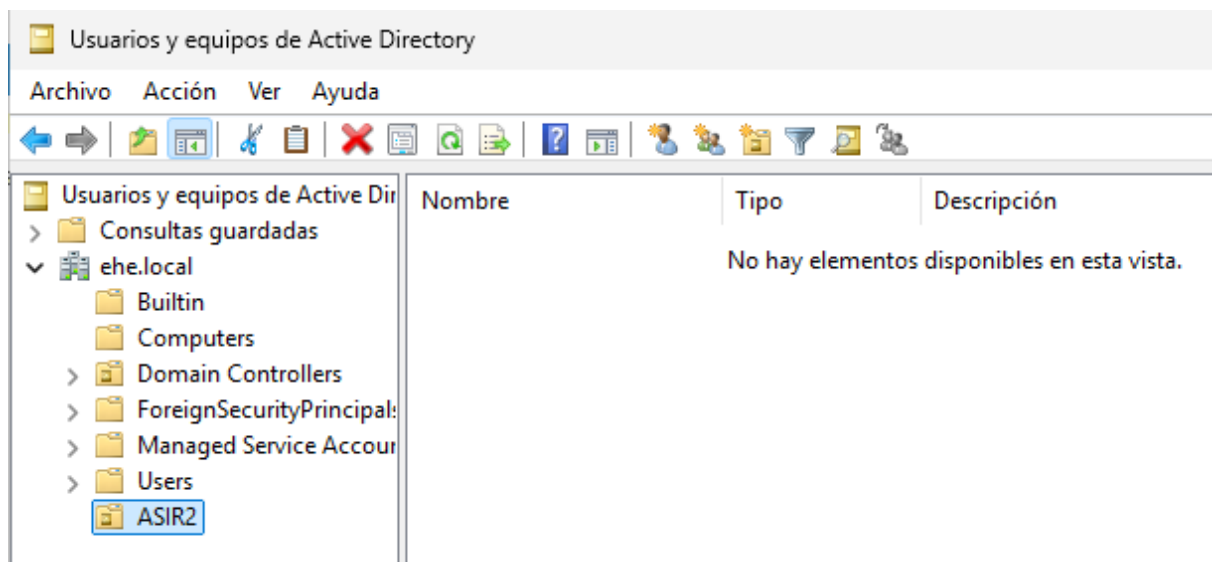 Usuarios y equipos de Active Directory
Archivo Acción Ver Ayuda
Usuarios y equipos de Active Dir
Consultas guardadas
ehe.local
Builtin
Computers
Domain Controllers
ForeignSecurityPrincipal
Managed Service Accou
Users
ASIR2
Nombre Tipo Descripción
No hay elementos disponibles en esta vista.